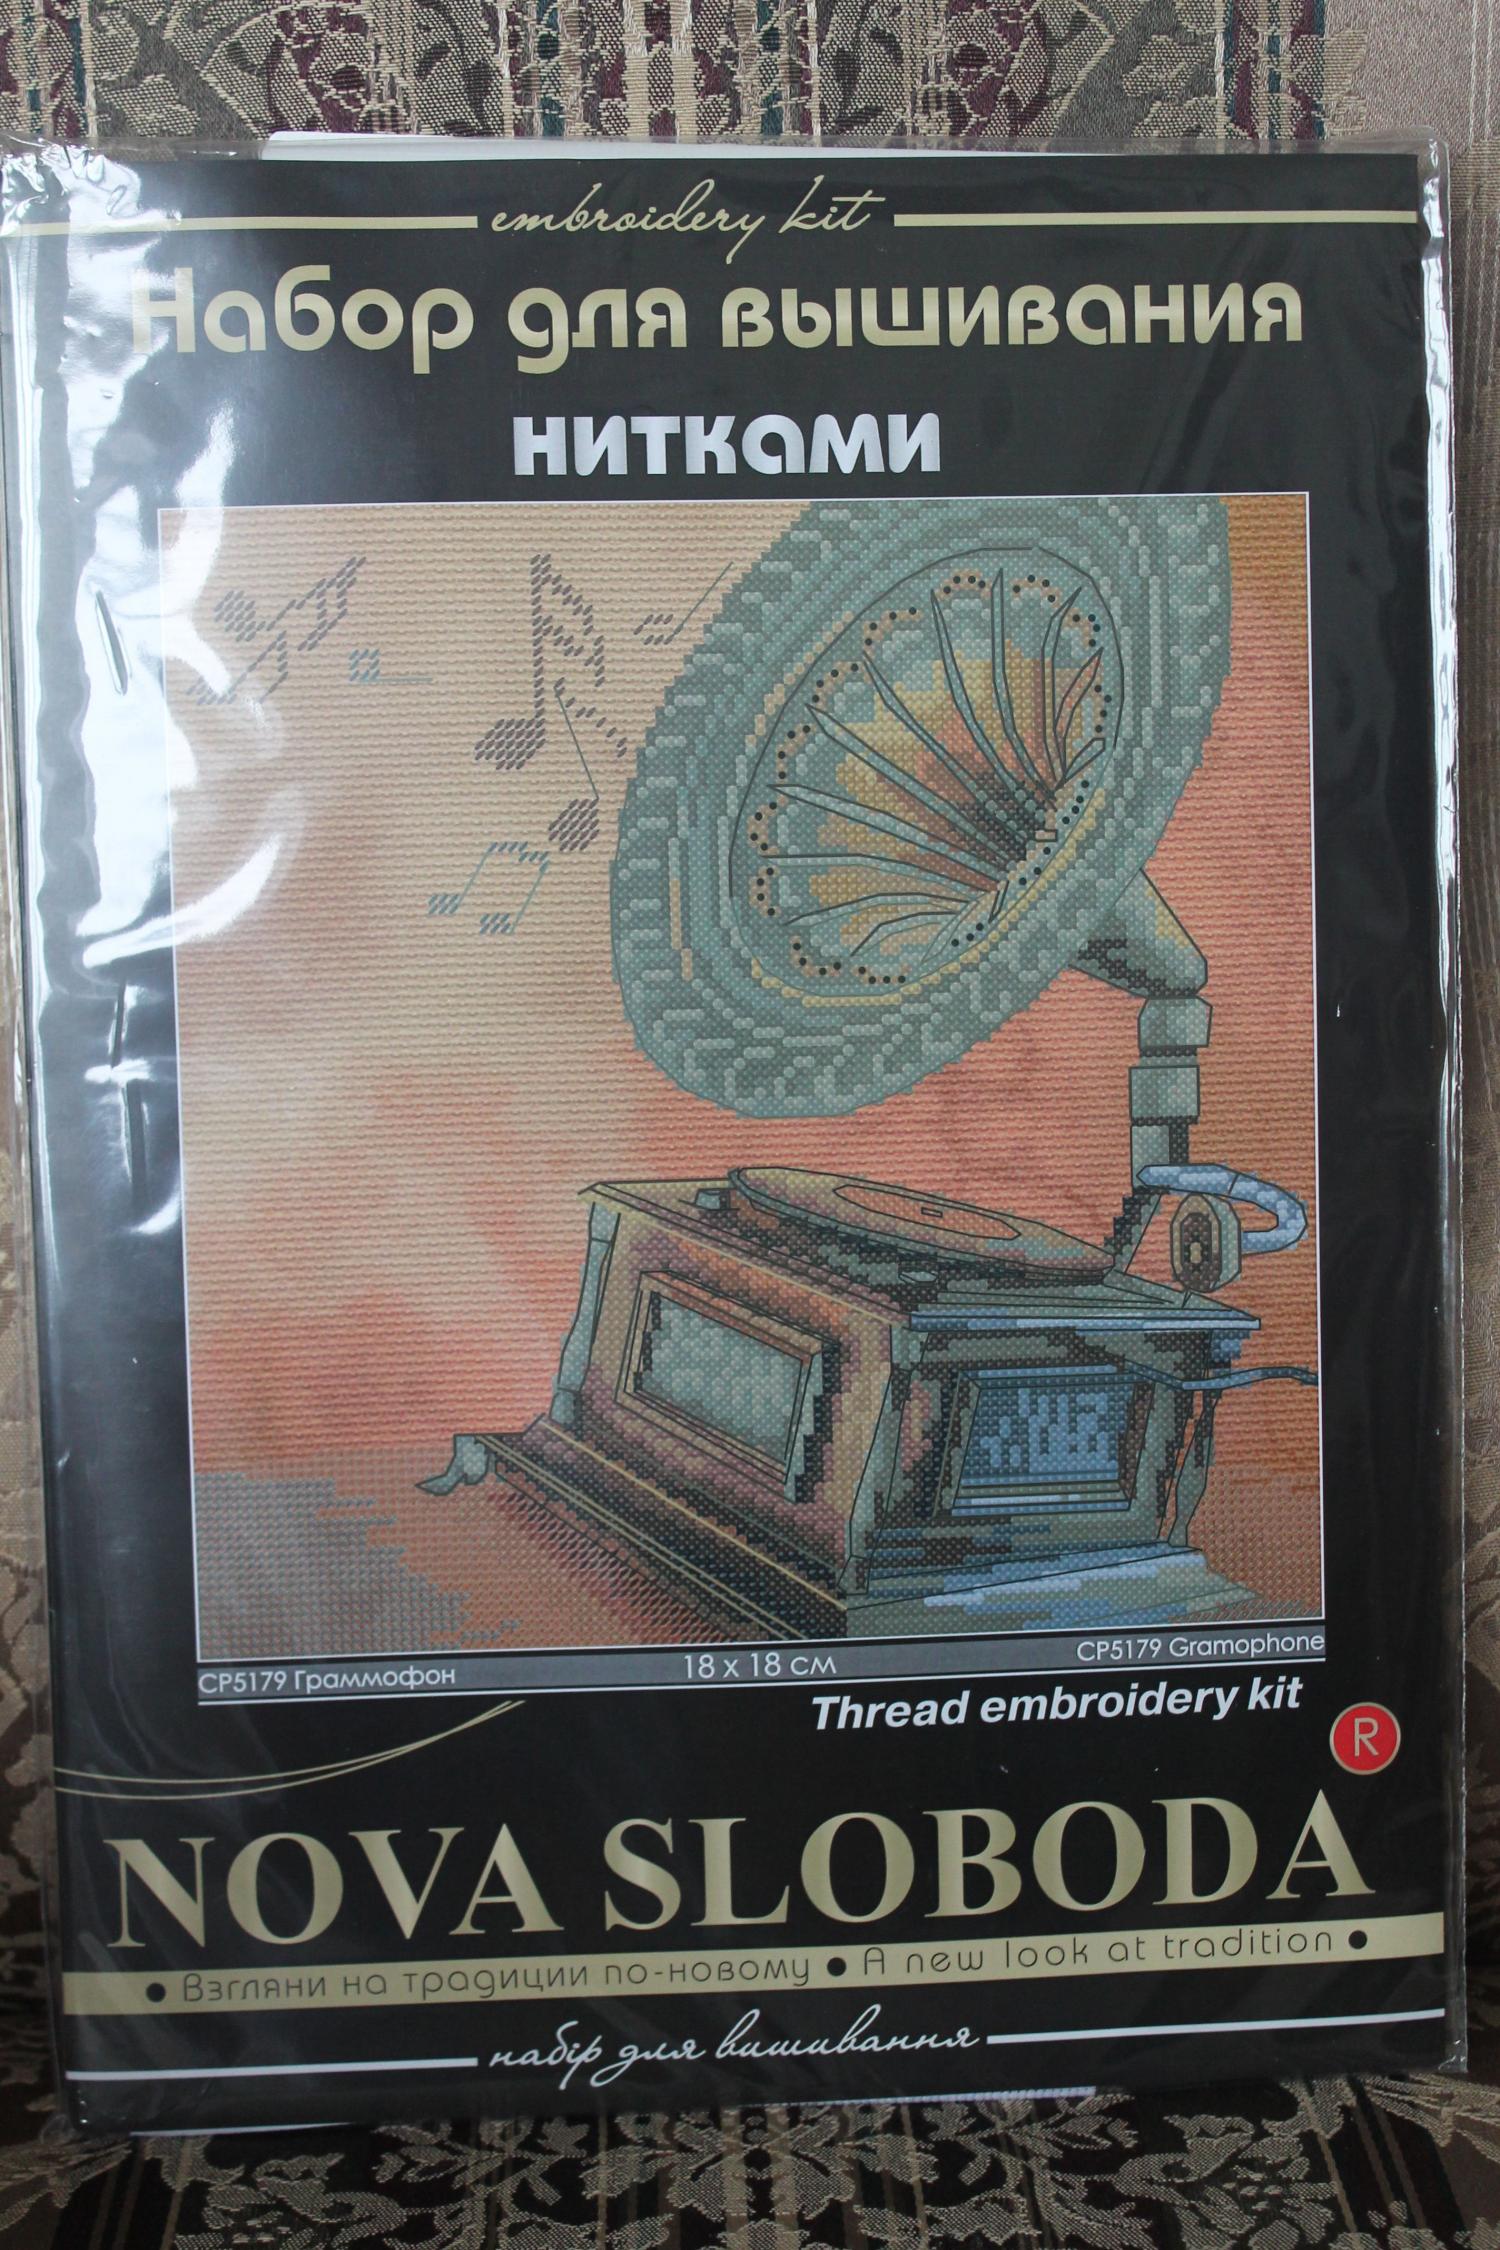 embroidery kit
Набор для вышивания
нитками
СР5179 Граммофон 18 х 18 см CP5179 Gramophone
Thread embroidery kit
R
NOVA SLOBODA
• Взгляни на традиции по-новому • A new look at tradition •
набір для вишивання